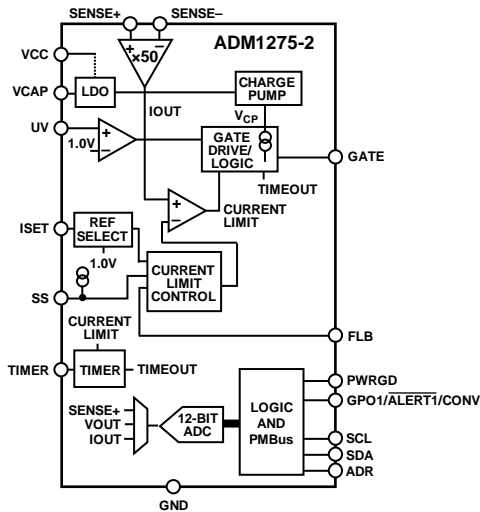 SENSE+ SENSE–
ADM1275-2
+ –
×50
VCC
VCAP
LDO
CHARGE
PUMP
IOUT
VCP
UV
+
–
1.0V
GATE
DRIVE/
LOGIC
GATE
TIMEOUT
+
–
CURRENT
LIMIT
ISET
REF
SELECT
1.0V
CURRENT
LIMIT
CONTROL
SS
FLB
CURRENT
LIMIT
TIMER
TIMER
TIMEOUT
PWRGD
GPO1/ALERT1/CONV
SENSE+
VOUT
IOUT
12-BIT
ADC
LOGIC
AND
PMBus
SCL
SDA
ADR
GND